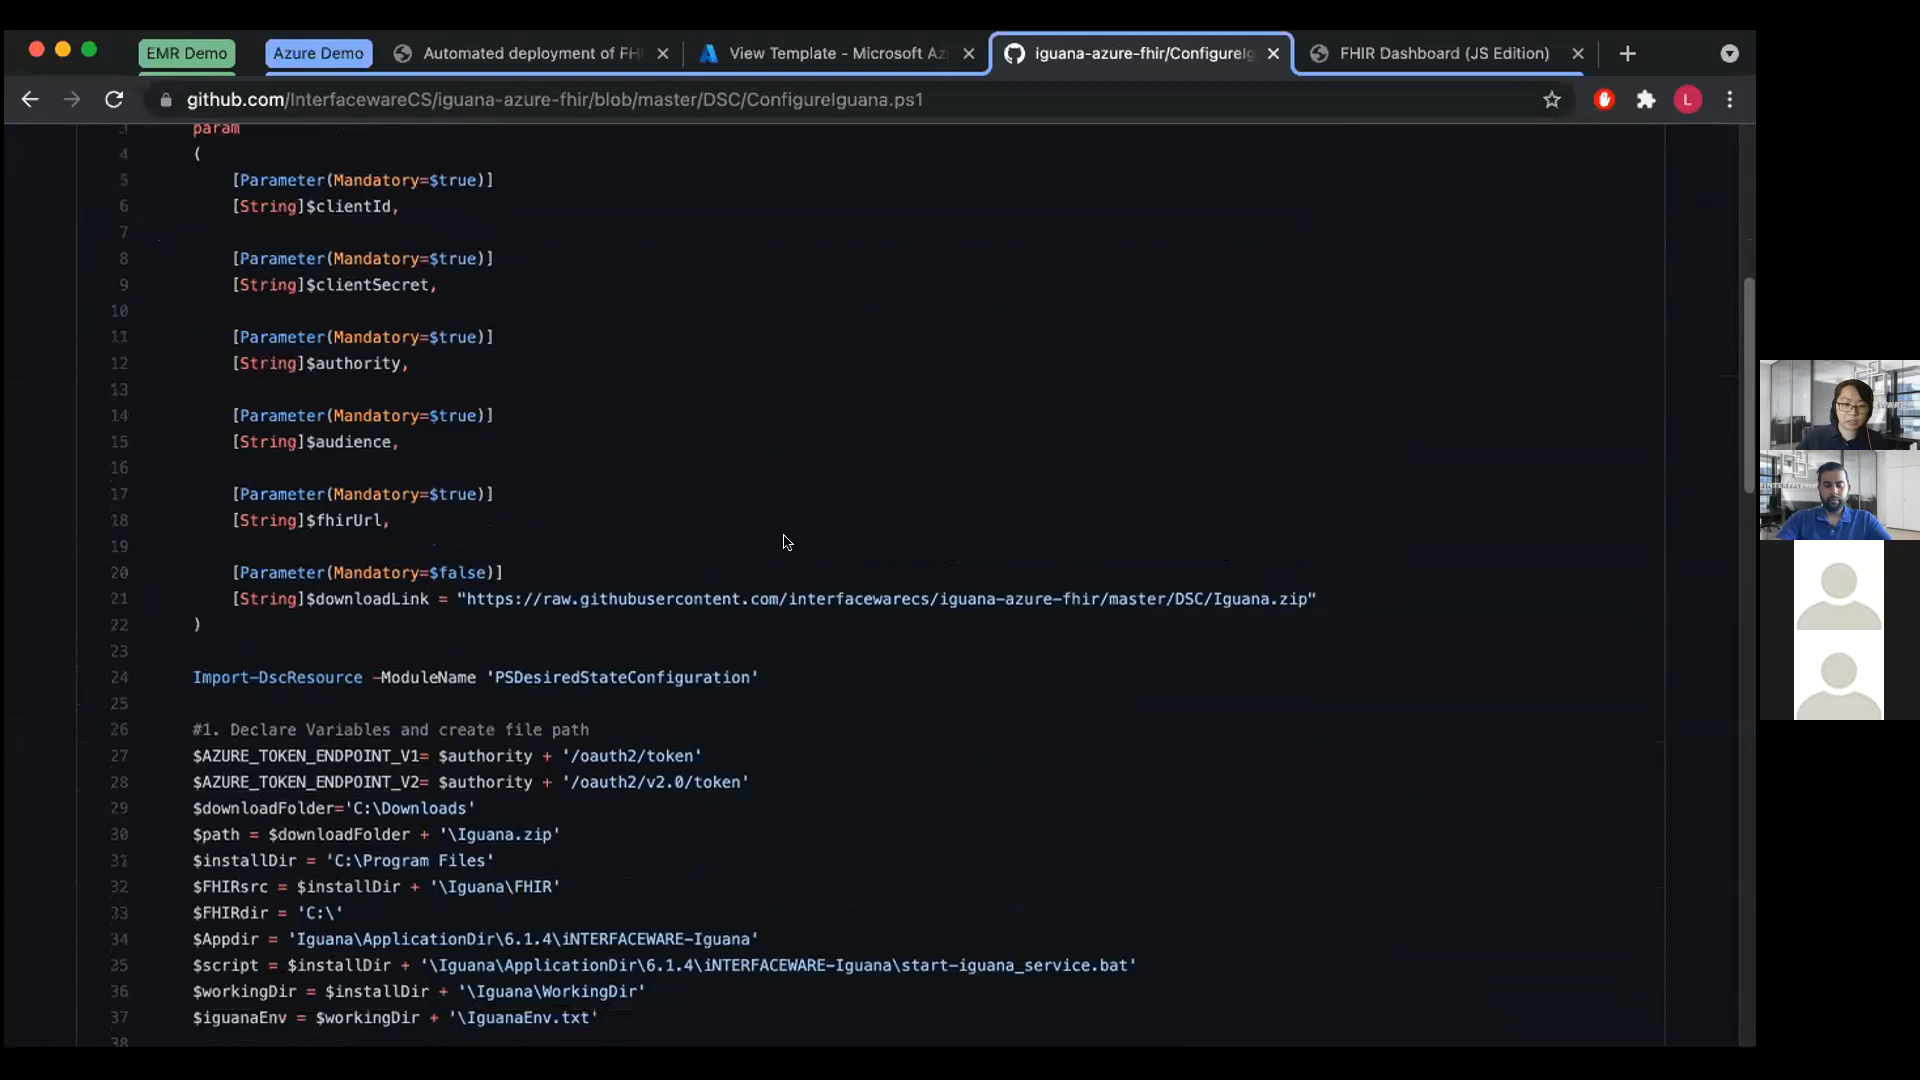 EMR Demo
Azure Demo
Automated deployment of FH
View Template - Microsoft Az
iguana-azure-fhir/ConfigureIg
FHIR Dashboard (JS Edition)
github.com/InterfacewareCS/iguana-azure-fhir/blob/master/DSC/ConfigureIguana.ps1
L
3 param
4 (
5 [Parameter(Mandatory=$true)]
6 [String]$clientId,
7
8 [Parameter(Mandatory=$true)]
9 [String]$clientSecret,
10
11 [Parameter(Mandatory=$true)]
12 [String]$authority,
13
14 [Parameter(Mandatory=$true)]
15 [String]$audience,
16
17 [Parameter(Mandatory=$true)]
18 [String]$fhirUrl,
19
20 [Parameter(Mandatory=$false)]
21 [String]$downloadLink = "https://raw.githubusercontent.com/interfacewarecs/iguana-azure-fhir/master/DSC/Iguana.zip"
22 )
23
24 Import-DscResource -ModuleName 'PSDesiredStateConfiguration'
25
26 #1. Declare Variables and create file path
27 $AZURE_TOKEN_ENDPOINT_V1= $authority + '/oauth2/token'
28 $AZURE_TOKEN_ENDPOINT_V2= $authority + '/oauth2/v2.0/token'
29 $downloadFolder='C:\Downloads'
30 $path = $downloadFolder + '\Iguana.zip'
31 $installDir = 'C:\Program Files'
32 $FHIRsrc = $installDir + '\Iguana\FHIR'
33 $FHIRdir = 'C:\'
34 $Appdir = 'Iguana\ApplicationDir\6.1.4\iNTERFACEWARE-Iguana'
35 $script = $installDir + '\Iguana\ApplicationDir\6.1.4\iNTERFACEWARE-Iguana\start-iguana_service.bat'
36 $workingDir = $installDir + '\Iguana\WorkingDir'
37 $iguanaEnv = $workingDir + '\IguanaEnv.txt'
38